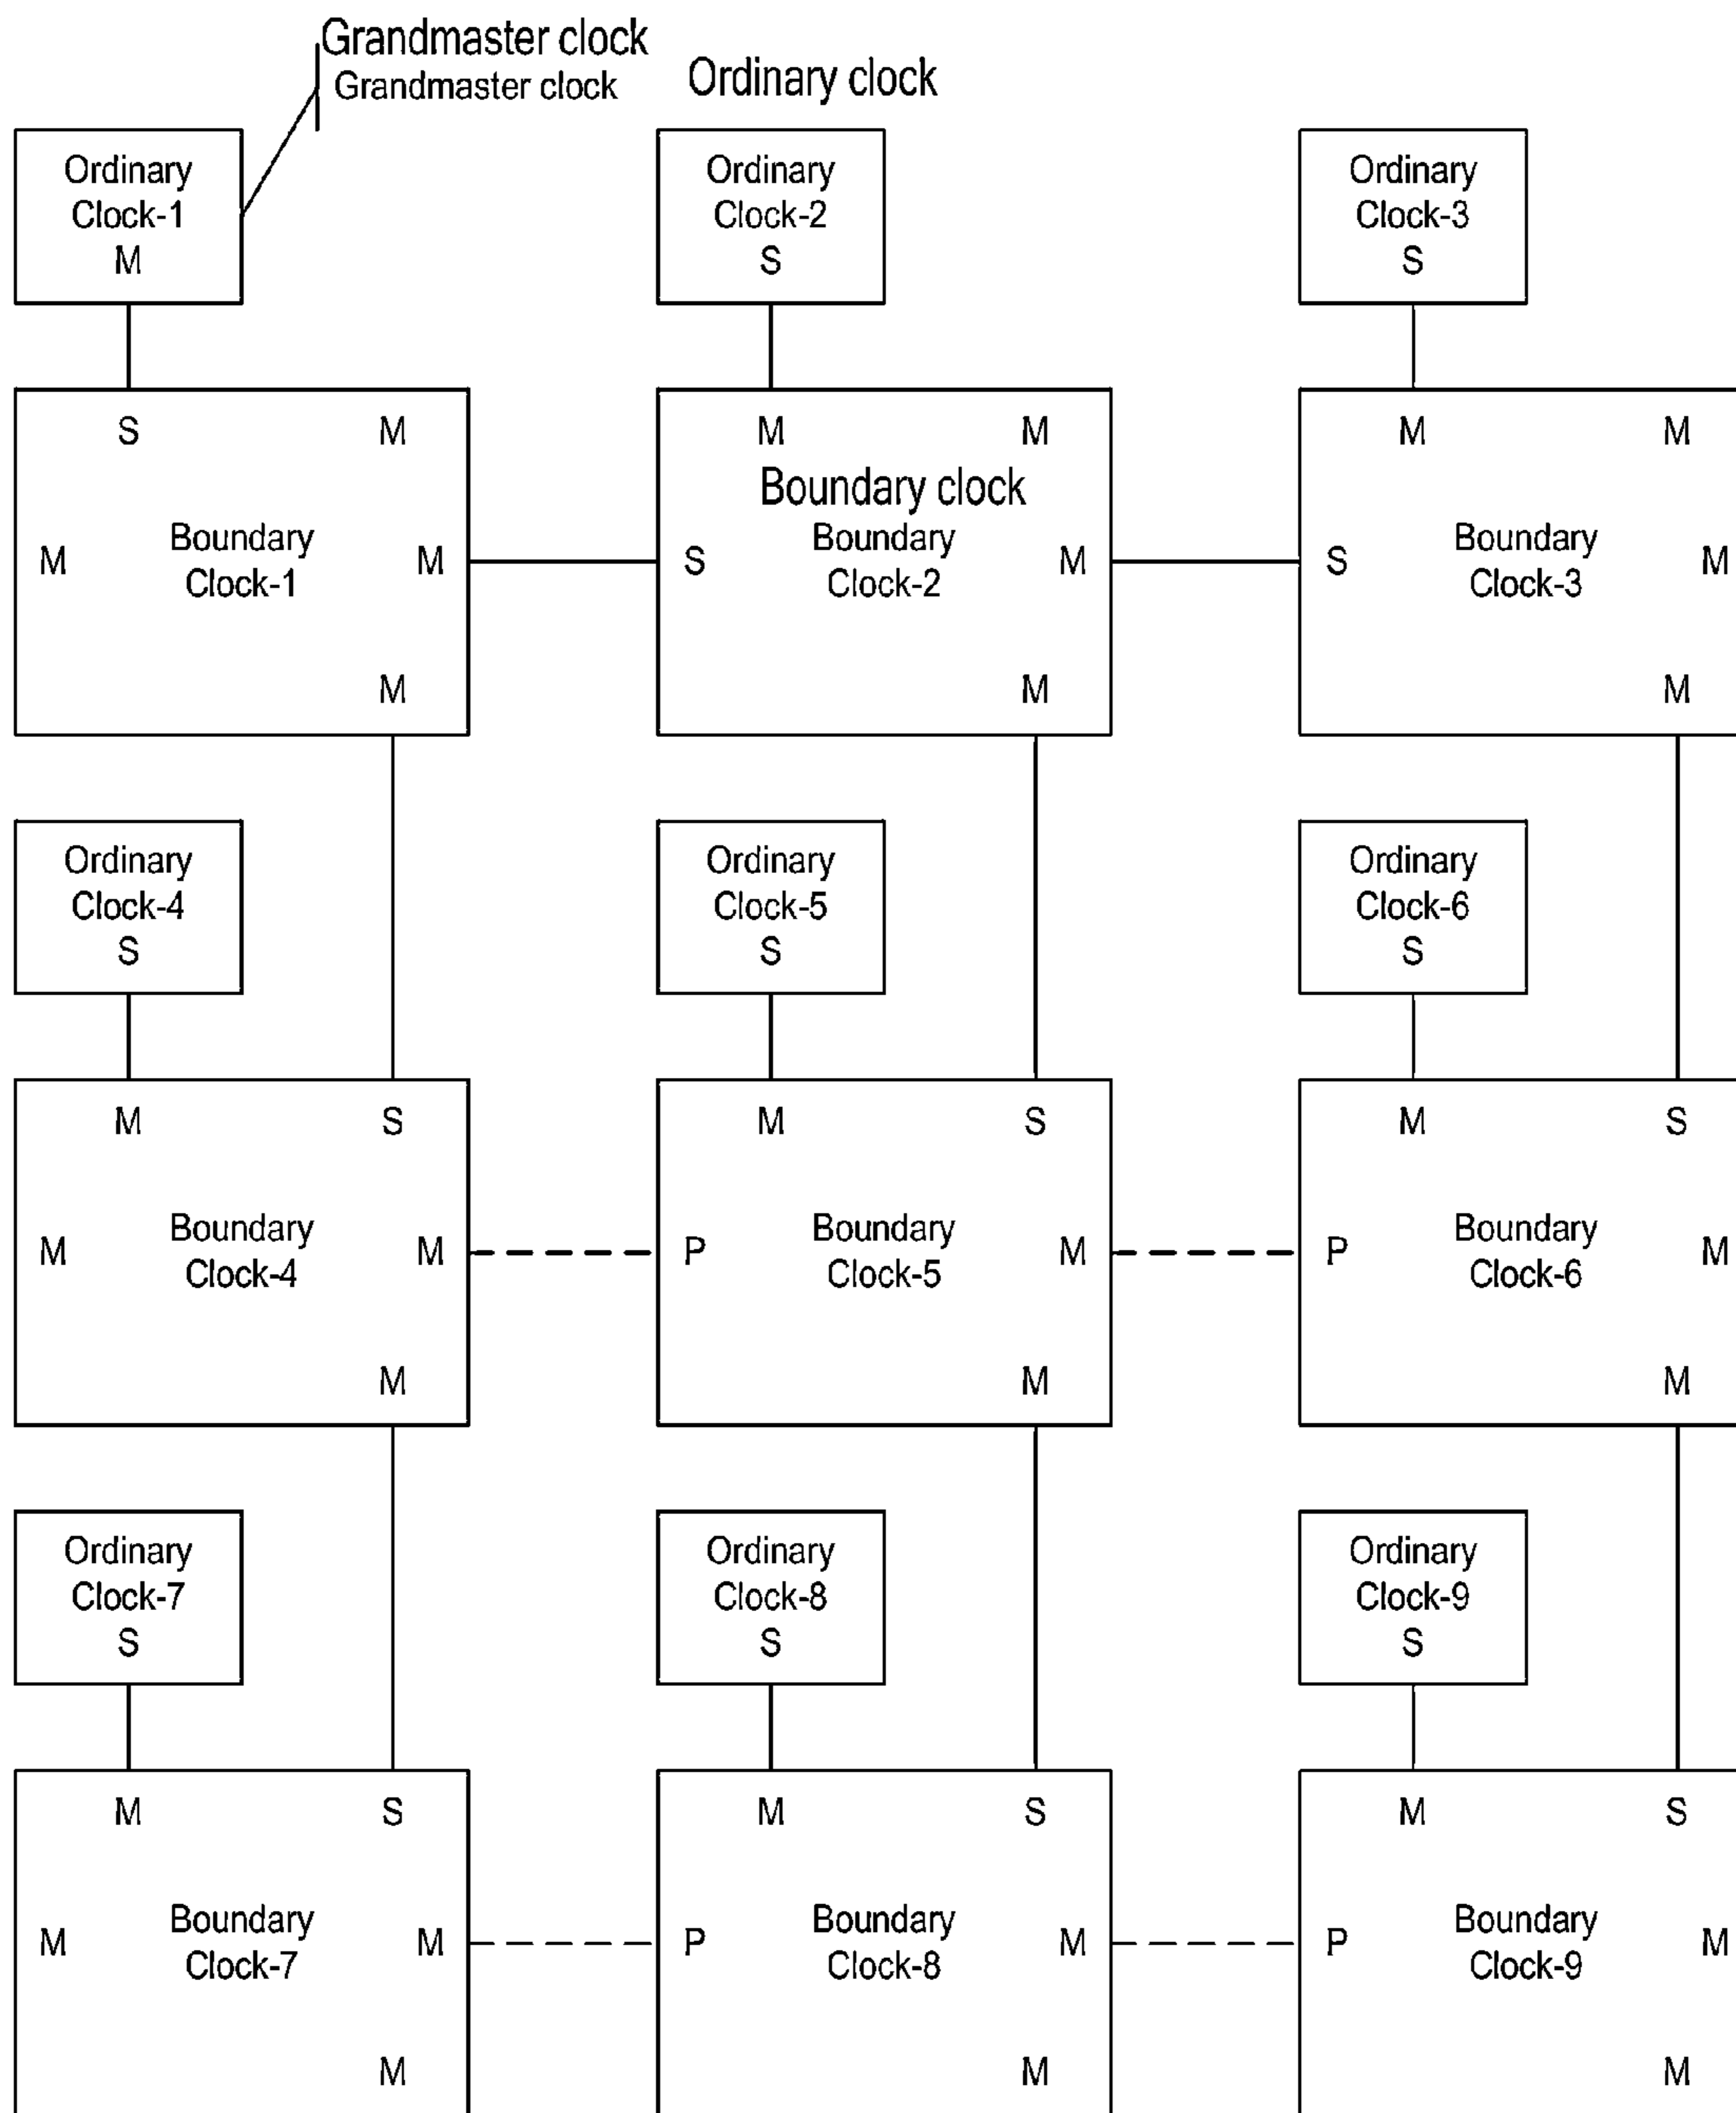 Grandmaster clock
Grandmaster clock
Ordinary clock
Ordinary
Clock-1
M
Ordinary
Clock-2
S
Ordinary
Clock-3
S
S M
M
Boundary
Clock-1
M
M
M M
Boundary clock
S
Boundary
Clock-2
M
M
M M
S
Boundary
Clock-3
M
M
Ordinary
Clock-4
S
Ordinary
Clock-5
S
Ordinary
Clock-6
S
M S
M
Boundary
Clock-4
M
M
M S
P
Boundary
Clock-5
M
M
M S
P
Boundary
Clock-6
M
M
Ordinary
Clock-7
S
Ordinary
Clock-8
S
Ordinary
Clock-9
S
M S
M
Boundary
Clock-7
M
M
M S
P
Boundary
Clock-8
M
M
M S
P
Boundary
Clock-9
M
M